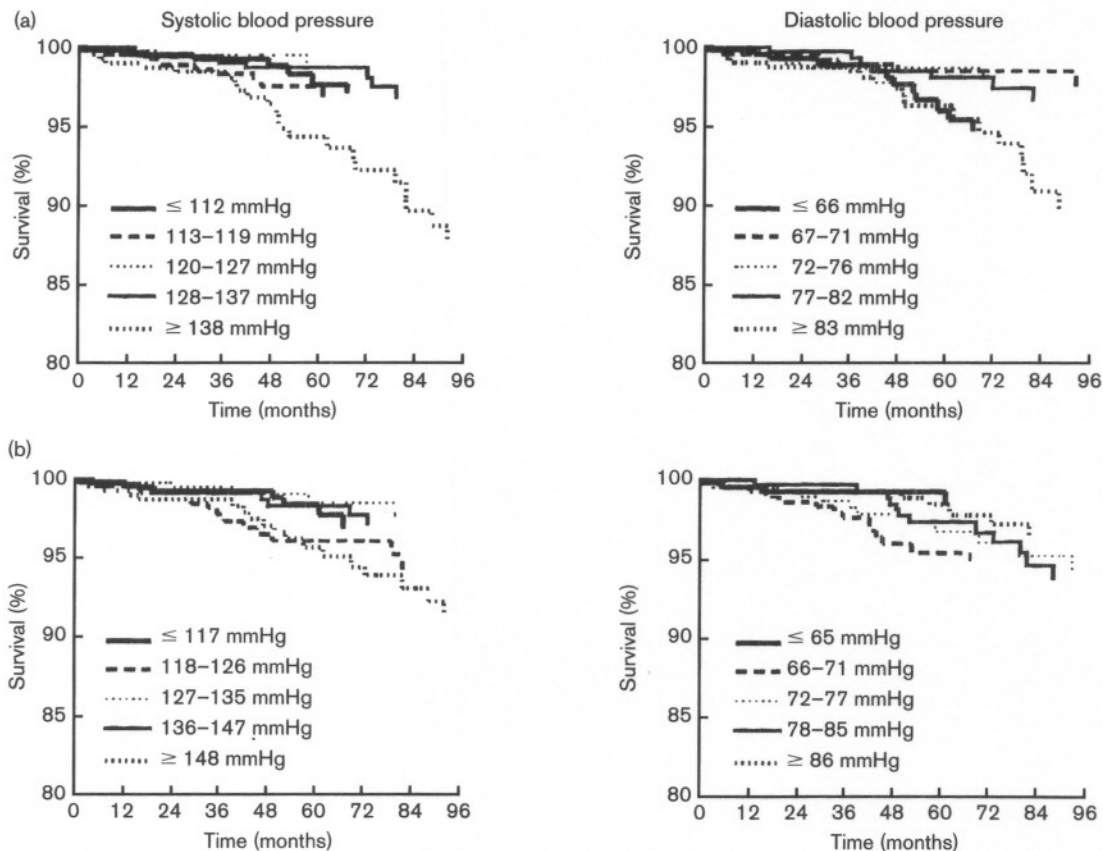 (a)
Systolic blood pressure
100
95
90
85
80
Survival (%)
≤ 112 mmHg
113–119 mmHg
120–127 mmHg
128–137 mmHg
≥ 138 mmHg
0 12 24 36 48 60 72 84 96
Time (months)
Diastolic blood pressure
100
95
90
85
80
Survival (%)
≤ 66 mmHg
67–71 mmHg
72–76 mmHg
77–82 mmHg
≥ 83 mmHg
0 12 24 36 48 60 72 84 96
Time (months)
(b)
100
95
90
85
80
Survival (%)
≤ 117 mmHg
118–126 mmHg
127–135 mmHg
136–147 mmHg
≥ 148 mmHg
0 12 24 36 48 60 72 84 96
Time (months)
100
95
90
85
80
Survival (%)
≤ 65 mmHg
66–71 mmHg
72–77 mmHg
78–85 mmHg
≥ 86 mmHg
0 12 24 36 48 60 72 84 96
Time (months)